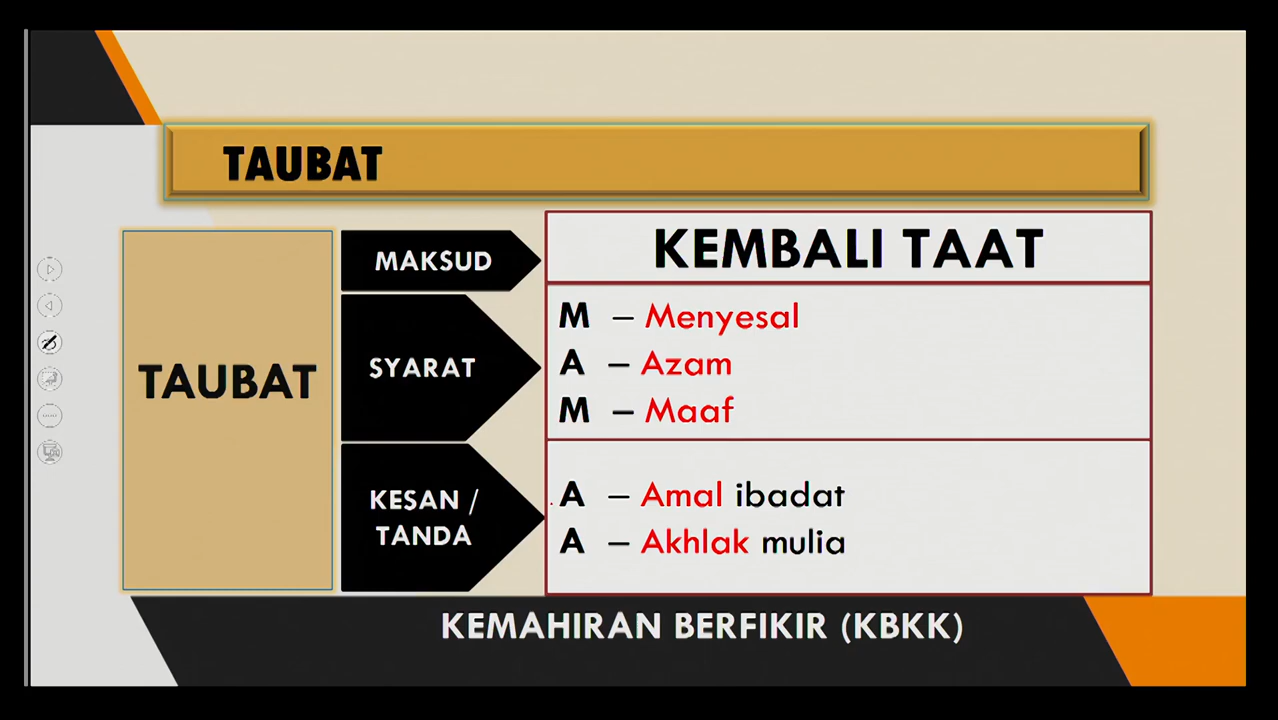 TAUBAT
TAUBAT
MAKSUD
KEMBALI TAAT
SYARAT
M – Menyesal
A – Azam
M – Maaf
KESAN /
TANDA
A – Amal ibadat
A – Akhlak mulia
KEMAHIRAN BERFIKIR (KBKK)